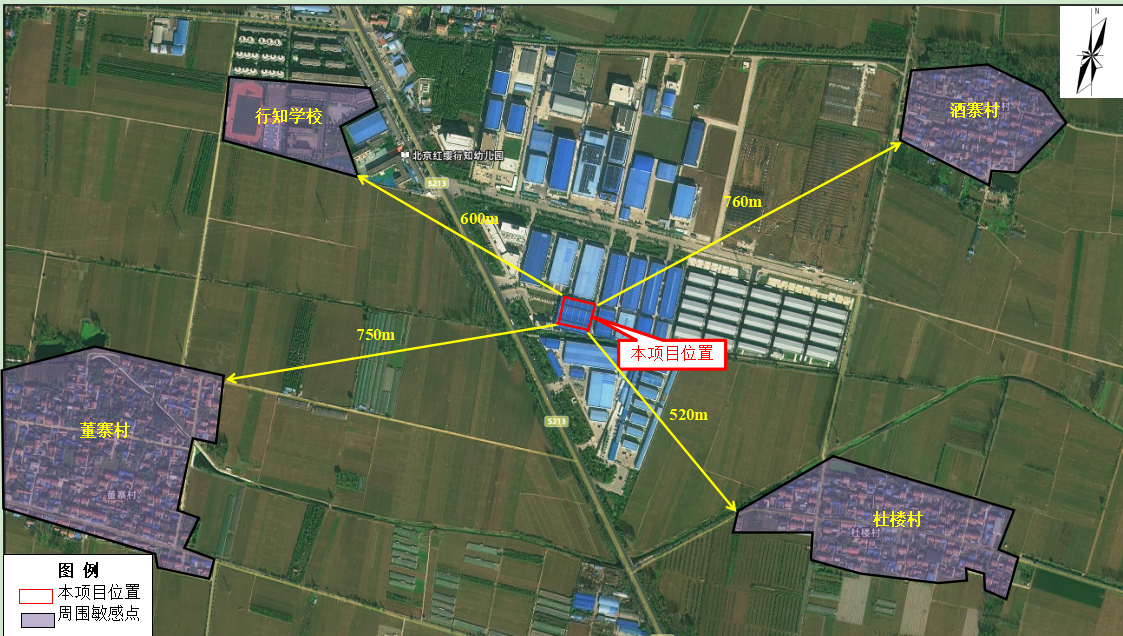 N
行知学校
酒寨村
北京红缨行知幼儿园
S213
760m
600m
750m
本项目位置
520m
S213
董寨村
董寨村
杜楼村
杜楼村
图 例
本项目位置
周围敏感点